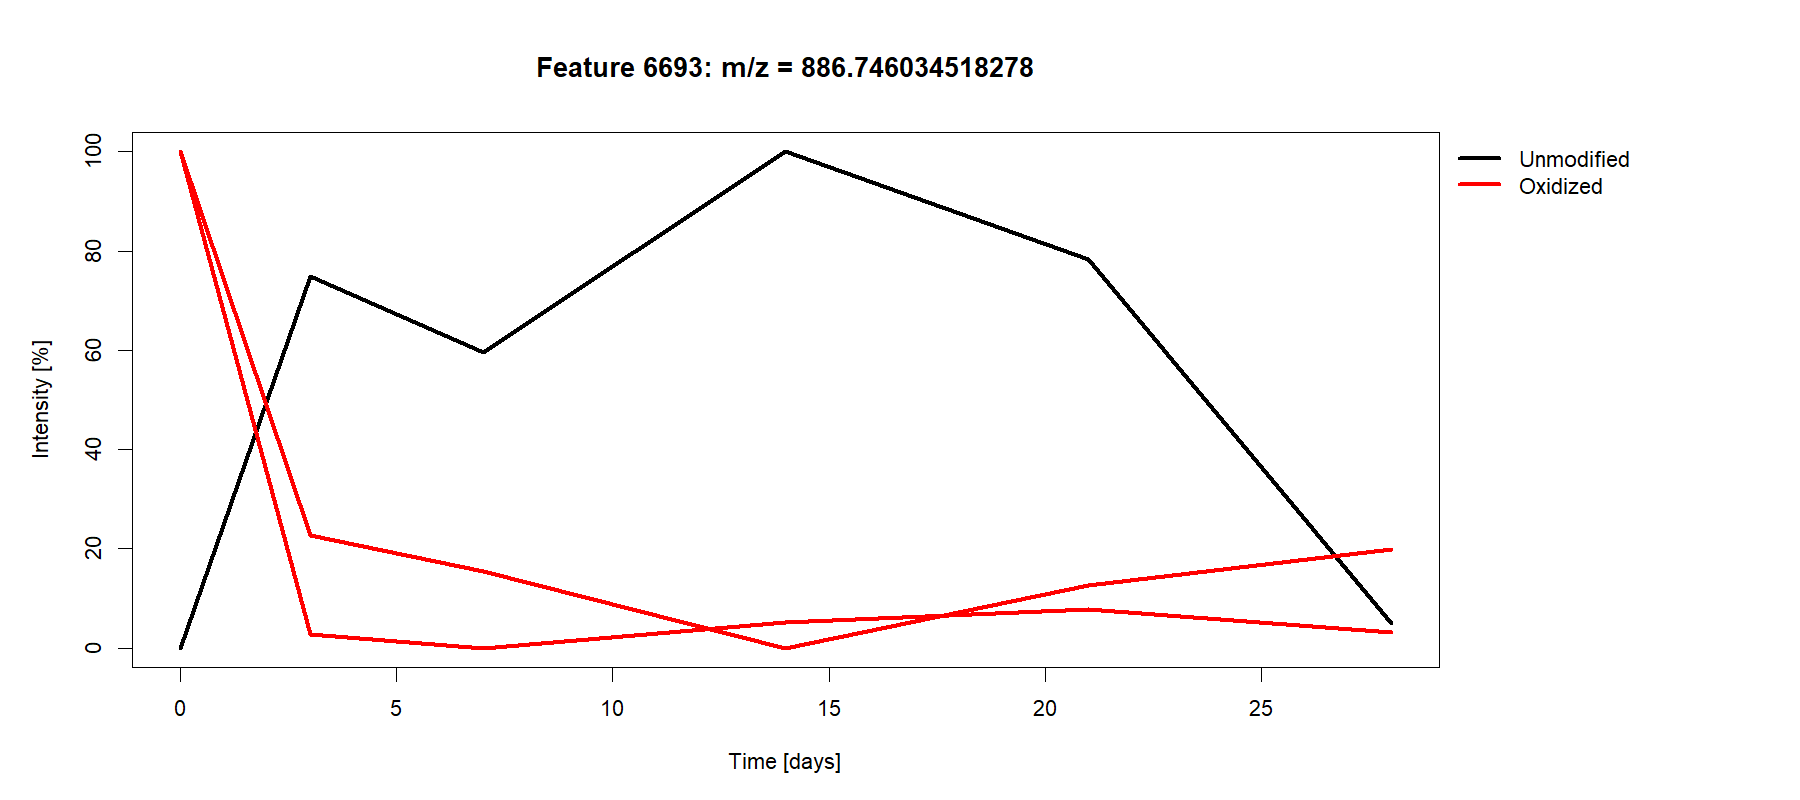 Feature 6693: m/z = 886.746034518278
Unmodified
Oxidized
Intensity [%]
100
80
60
40
20
0
0 5 10 15 20 25
Time [days]